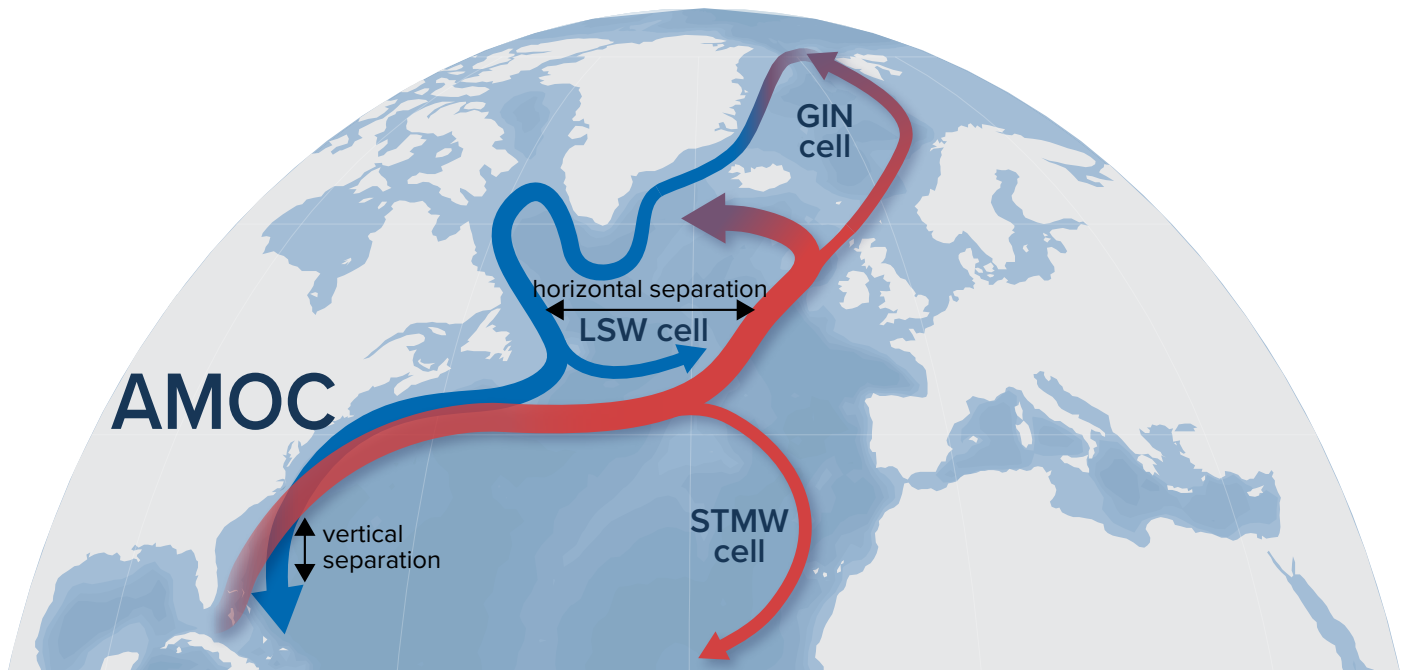 GIN
cell
horizontal separation
LSW cell
AMOC
STMW
cell
vertical
separation